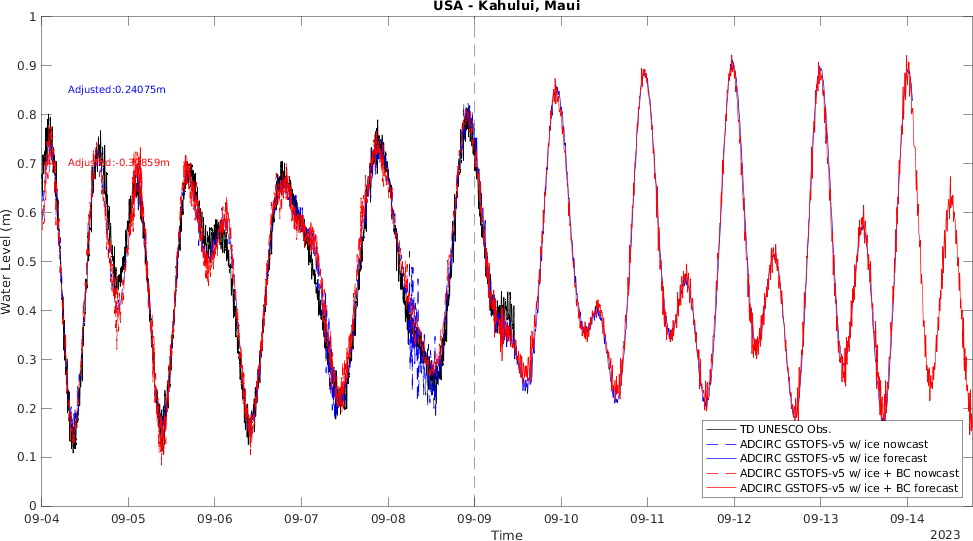 USA - Kahului, Maui
1
0.9
0.8
0.7
0.6
0.5
0.4
0.3
0.2
0.1
0
Water Level (m)
Adjusted:0.24075m
TD UNESCO Obs.
ADCIRC GSTOFS-v5 w/ ice nowcast
ADCIRC GSTOFS-v5 w/ ice forecast
ADCIRC GSTOFS-v5 w/ ice + BC nowcast
ADCIRC GSTOFS-v5 w/ ice + BC forecast
09-04 09-05 09-06 09-07 09-08 09-09 09-10 09-11 09-12 09-13 09-14
Time
2023